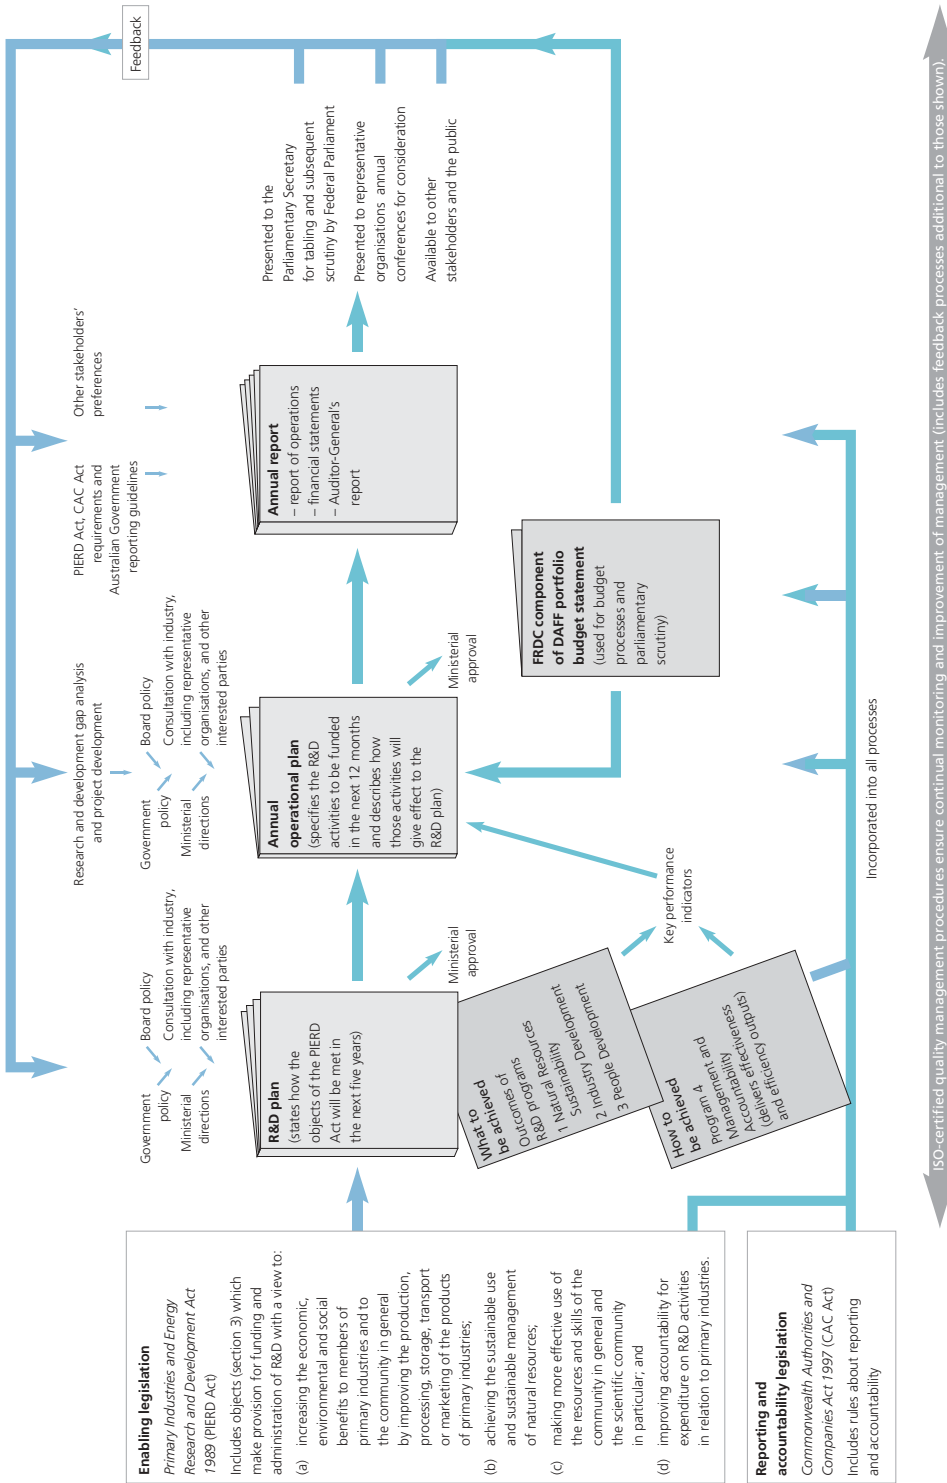 Enabling legislation
Primary Industries and Energy
Research and Development Act
1989 (PIERD Act)
Includes objects (section 3) which
make provision for funding and
administration of R&D with a view to:
(a) increasing the economic,
environmental and social
benefits to members of
primary industries and to
the community in general
by improving the production,
processing, storage, transport
or marketing of the products
of primary industries;
(b) achieving the sustainable use
and sustainable management
of natural resources;
(c) making more effective use of
the resources and skills of the
community in general and
the scientific community
in particular; and
(d) improving accountability for
expenditure on R&D activities
in relation to primary industries.
Reporting and
accountability legislation
Commonwealth Authorities and
Companies Act 1997 (CAC Act)
Includes rules about reporting
and accountability
Government
policy
Ministerial
directions
Board policy
Consultation with industry,
including representative
organisations, and other
interested parties
R&D plan
(states how the
objects of the PIERD
Act will be met in
the next five years)
Ministerial
approval
What to
be achieved
Outcomes of
R&D programs
1 Natural Resources
Sustainability
2 Industry Development
3 People Development
How to
be achieved
Program 4
Management and
Accountability
(delivers effectiveness
and efficiency outputs)
Key performance
indicators
Research and development gap analysis
and project development
Government
policy
Ministerial
directions
Board policy
Consultation with industry,
including representative
organisations, and other
interested parties
Annual
operational plan
(specifies the R&D
activities to be funded
in the next 12 months
and describes how
those activities will
give effect to the
R&D plan)
Ministerial
approval
FRDC component
of DAFF portfolio
budget statement
(used for budget
processes and
parliamentary
scrutiny)
PIERD Act, CAC Act
requirements and
Australian Government
reporting guidelines
Other stakeholders'
preferences
Annual report
– report of operations
– financial statements
– Auditor-General's
report
Presented to the
Parliamentary Secretary
for tabling and subsequent
scrutiny by Federal Parliament
Presented to representative
organisations annual
conferences for consideration
Available to other
stakeholders and the public
Feedback
Incorporated into all processes
ISO-certified quality management procedures ensure continual monitoring and improvement of management (includes feedback processes additional to those shown).